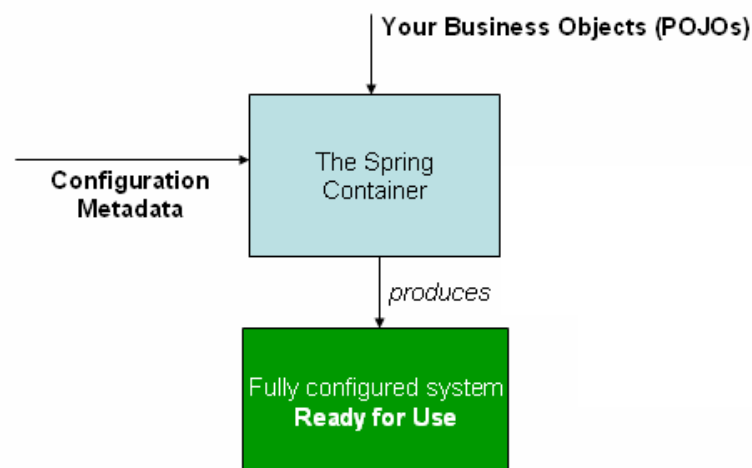 Your Business Objects (POJOs)
The Spring
Container
Configuration
Metadata
produces
Fully configured system
Ready for Use